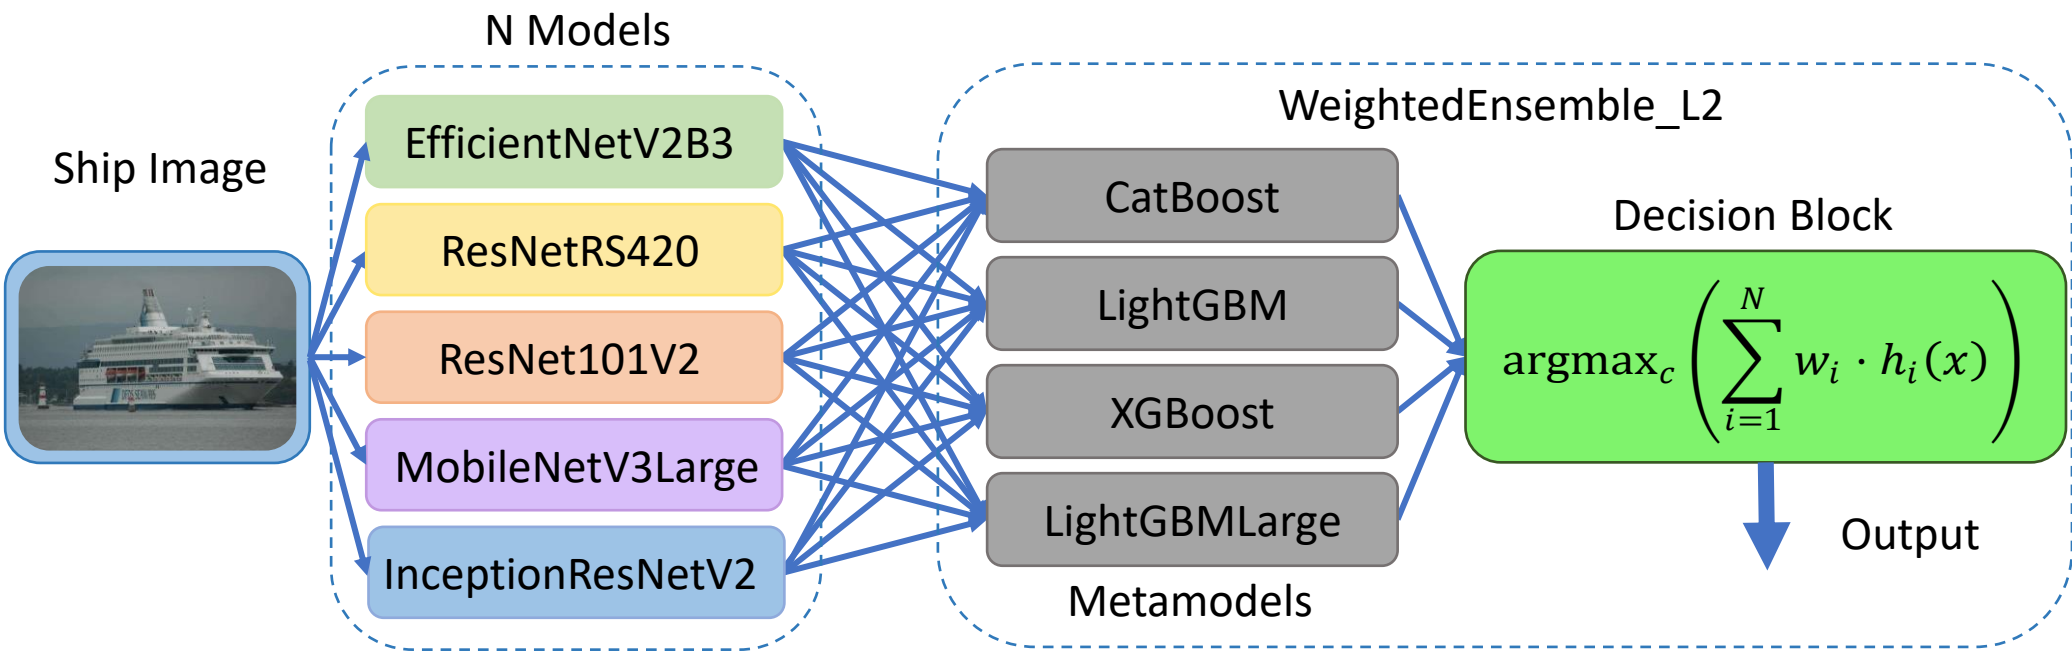 N Models
WeightedEnsemble_L2
Ship Image
EfficientNetV2B3
ResNetRS420
ResNet101V2
MobileNetV3Large
InceptionResNetV2
CatBoost
LightGBM
XGBoost
LightGBMLarge
Metamodels
Decision Block
argmax_c ( ∑_{i=1}^{N} w_i · h_i(x) )
Output